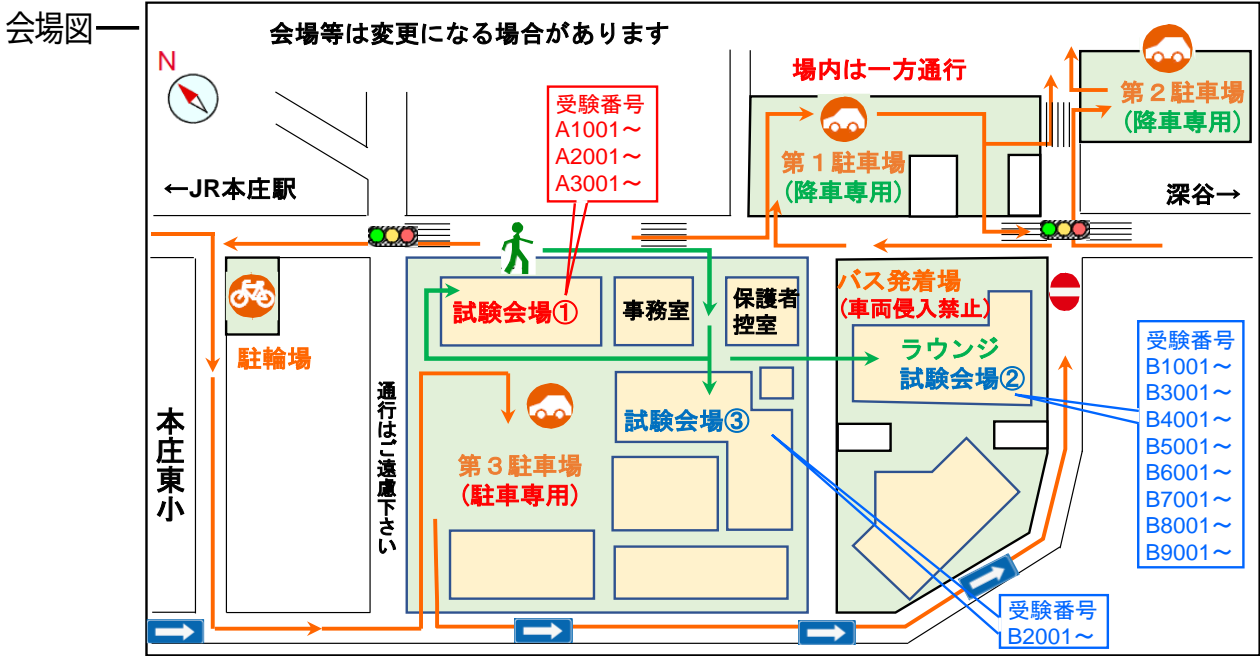 会場図
会場等は変更になる場合があります
N
場内は一方通行
第２駐車場
(降車専用)
受験番号
A1001～
A2001～
A3001～
第１駐車場
(降車専用)
←JR本庄駅
深谷→
試験会場①
事務室
保護者
控室
バス発着場
(車両侵入禁止)
ラウンジ
試験会場②
受験番号
B1001～
B3001～
B4001～
B5001～
B6001～
B7001～
B8001～
B9001～
駐輪場
通行はご遠慮下さい
本庄東小
試験会場③
第３駐車場
(駐車専用)
受験番号
B2001～